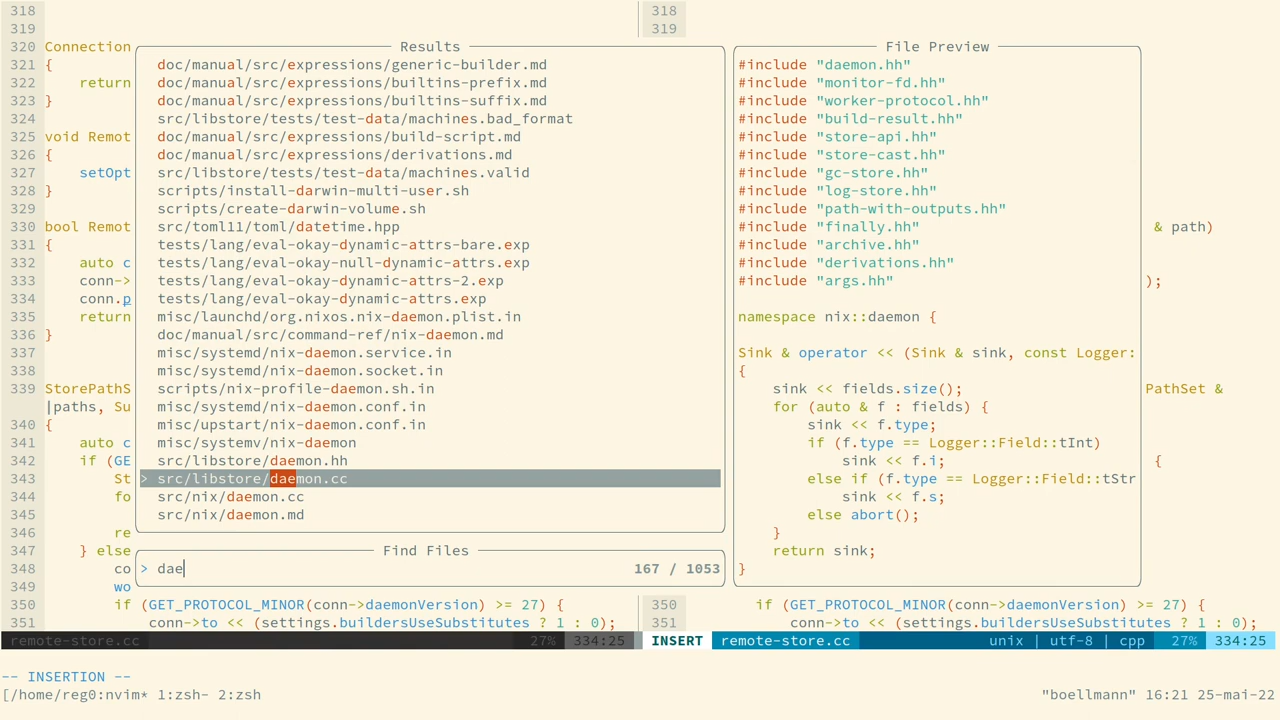 318
319
320 Connection
321 {
322 return
323 }
324
325 void Remot
326 {
327 setOpt
328 }
329
330 bool Remot
331 {
332 auto c
333 conn->
334 conn.p
335 return
336 }
337
338
339 StorePathS
|paths, Su
340 {
341 auto c
342 if (GE
343 St
344 fo
345
346 re
347 } else
348 co
349 wo
350 if (GET_PROTOCOL_MINOR(conn->daemonVersion) >= 27) {
351 conn->to << (settings.buildersUseSubstitutes ? 1 : 0);
Results
doc/manual/src/expressions/generic-builder.md
doc/manual/src/expressions/builtins-prefix.md
doc/manual/src/expressions/builtins-suffix.md
src/libstore/tests/test-data/machines.bad_format
doc/manual/src/expressions/build-script.md
doc/manual/src/expressions/derivations.md
src/libstore/tests/test-data/machines.valid
scripts/install-darwin-multi-user.sh
scripts/create-darwin-volume.sh
src/toml11/toml/datetime.hpp
tests/lang/eval-okay-dynamic-attrs-bare.exp
tests/lang/eval-okay-null-dynamic-attrs.exp
tests/lang/eval-okay-dynamic-attrs-2.exp
tests/lang/eval-okay-dynamic-attrs.exp
misc/launchd/org.nixos.nix-daemon.plist.in
doc/manual/src/command-ref/nix-daemon.md
misc/systemd/nix-daemon.service.in
misc/systemd/nix-daemon.socket.in
scripts/nix-profile-daemon.sh.in
misc/systemd/nix-daemon.conf.in
misc/upstart/nix-daemon.conf.in
misc/systemv/nix-daemon
src/libstore/daemon.hh
> src/libstore/daemon.cc
src/nix/daemon.cc
src/nix/daemon.md
Find Files
> dae 167 / 1053
318
319
File Preview
#include "daemon.hh"
#include "monitor-fd.hh"
#include "worker-protocol.hh"
#include "build-result.hh"
#include "store-api.hh"
#include "store-cast.hh"
#include "gc-store.hh"
#include "log-store.hh"
#include "path-with-outputs.hh"
#include "finally.hh"
#include "archive.hh"
#include "derivations.hh"
#include "args.hh"
namespace nix::daemon {
Sink & operator << (Sink & sink, const Logger:
{
sink << fields.size();
for (auto & f : fields) {
sink << f.type;
if (f.type == Logger::Field::tInt)
sink << f.i;
else if (f.type == Logger::Field::tStr
sink << f.s;
else abort();
}
return sink;
}
& path)
);
PathSet &
{
350 if (GET_PROTOCOL_MINOR(conn->daemonVersion) >= 27) {
351 conn->to << (settings.buildersUseSubstitutes ? 1 : 0);
remote-store.cc 27% 334:25
INSERT remote-store.cc unix | utf-8 | cpp 27% 334:25
-- INSERTION --
[/home/reg0:nvim* 1:zsh- 2:zsh "boellmann" 16:21 25-mai-22